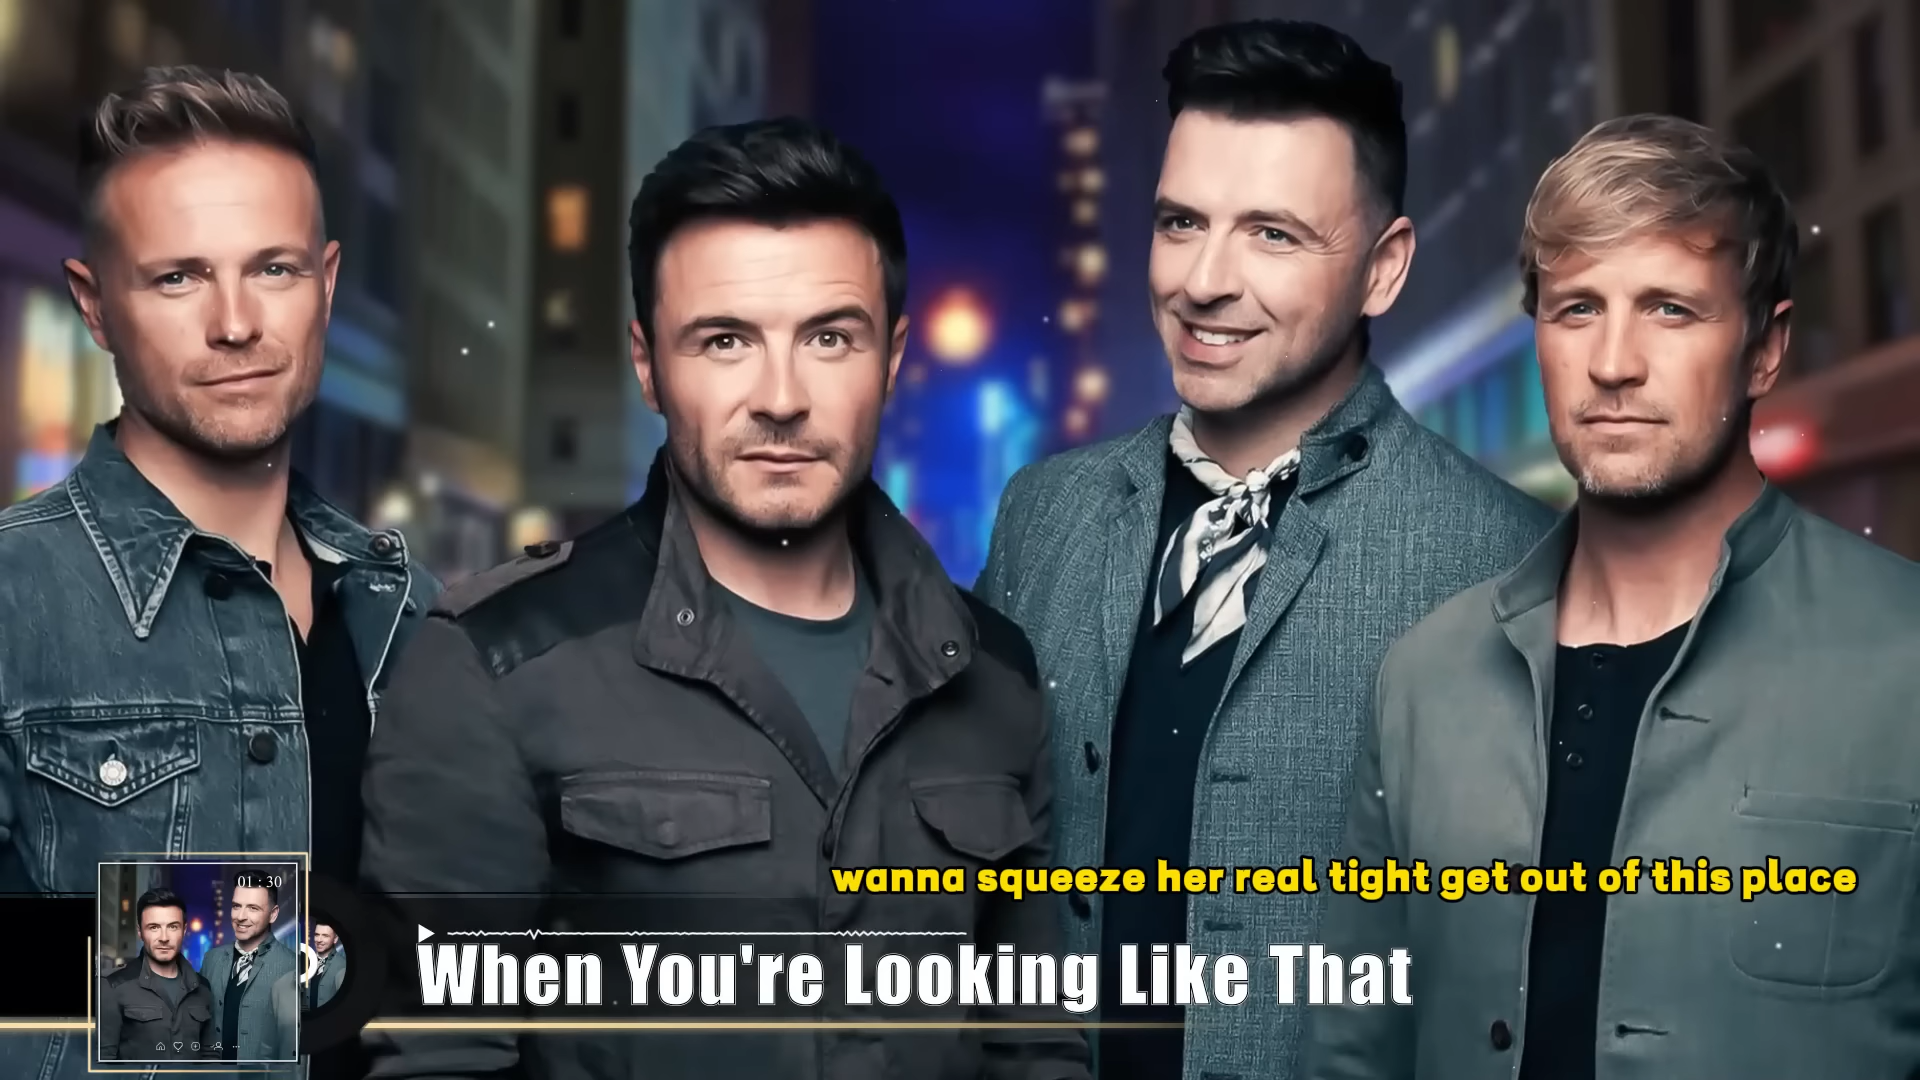 wanna squeeze her real tight get out of this place
01 : 30
When You're Looking Like That